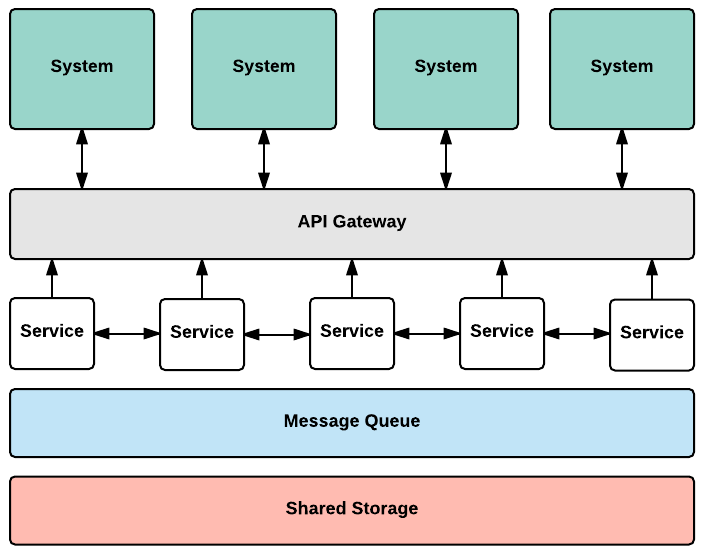 System
System
System
System
API Gateway
Service
Service
Service
Service
Service
Message Queue
Shared Storage